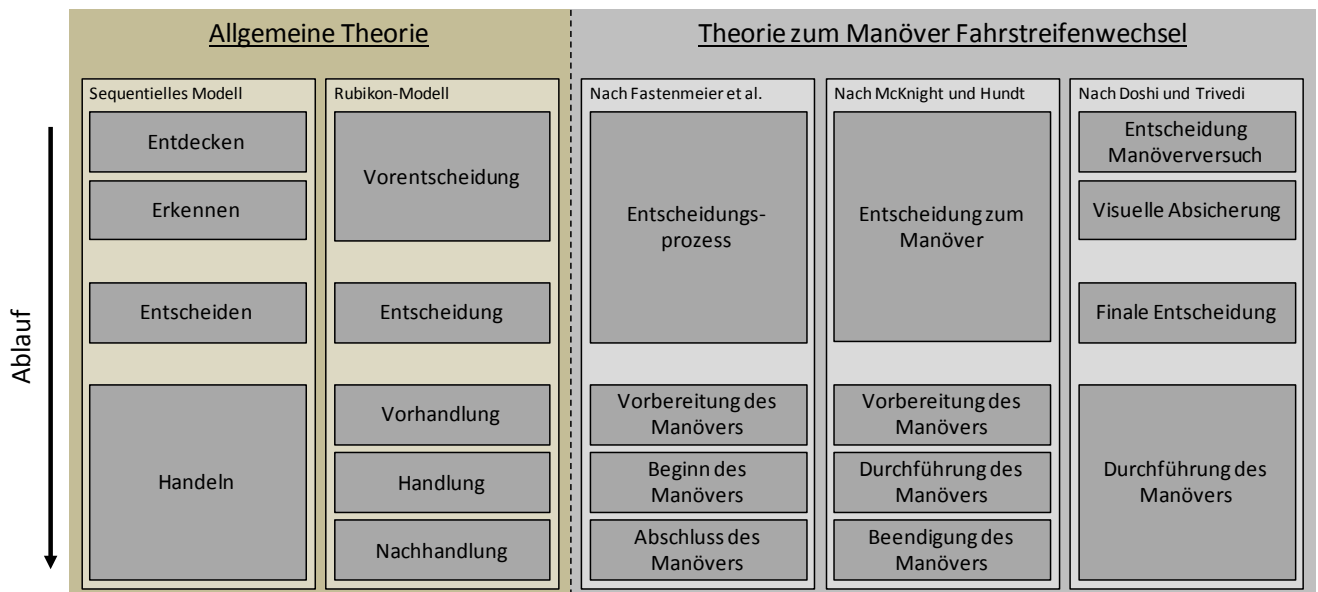 Allgemeine Theorie
Theorie zum Manöver Fahrstreifenwechsel
Ablauf
Sequentielles Modell
Entdecken
Erkennen
Entscheiden
Handeln
Rubikon-Modell
Vorentscheidung
Entscheidung
Vorhandlung
Handlung
Nachhandlung
Nach Fastenmeier et al.
Entscheidungs-
prozess
Vorbereitung des
Manövers
Beginn des
Manövers
Abschluss des
Manövers
Nach McKnight und Hundt
Entscheidung zum
Manöver
Vorbereitung des
Manövers
Durchführung des
Manövers
Beendigung des
Manövers
Nach Doshi und Trivedi
Entscheidung
Manöverversuch
Visuelle Absicherung
Finale Entscheidung
Durchführung des
Manövers